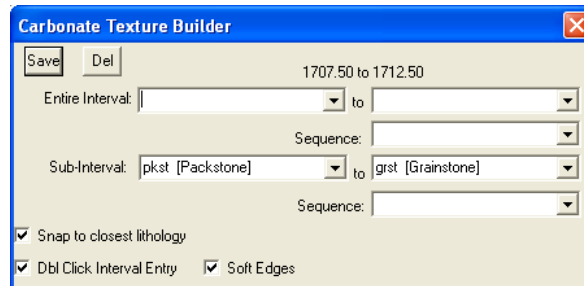 Carbonate Texture Builder
Save Del
1707.50 to 1712.50
Entire Interval: to
Sequence:
Sub-Interval: pkst [Packstone] to grst [Grainstone]
Sequence:
Snap to closest lithology
Dbl Click Interval Entry Soft Edges